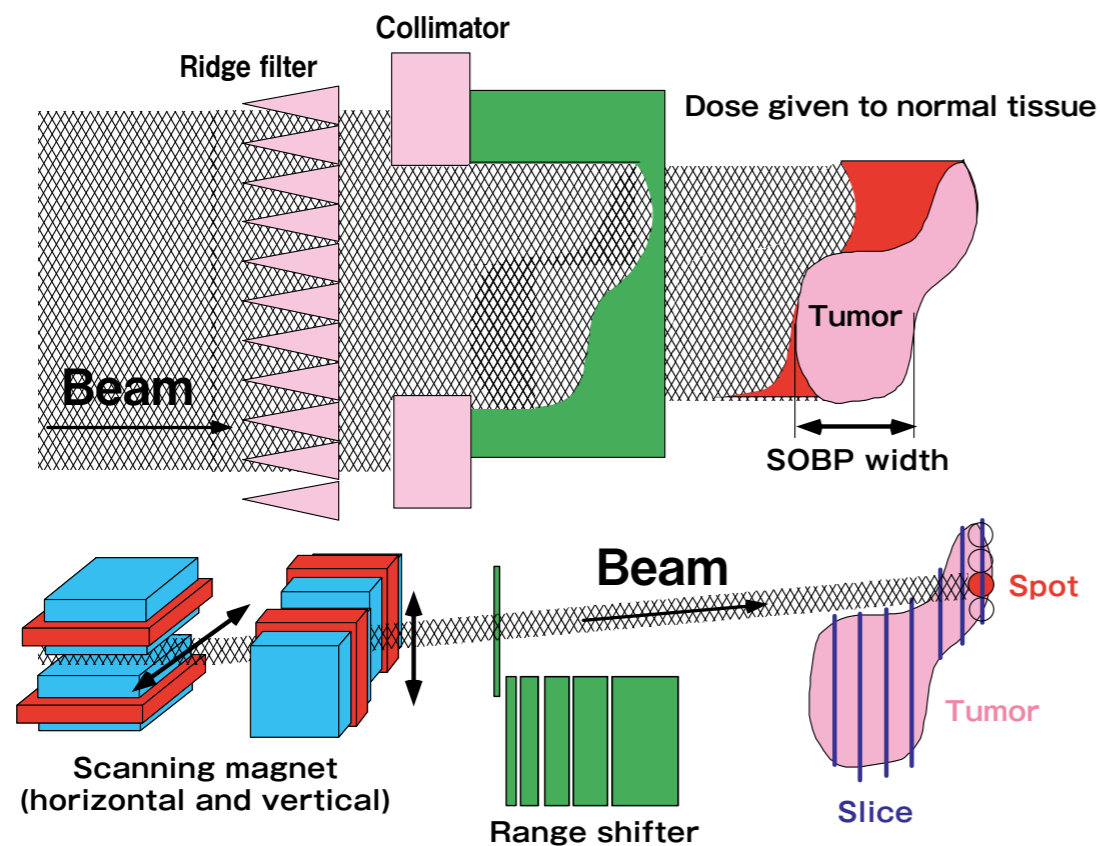 Collimator
Ridge filter
Dose given to normal tissue
Beam
Tumor
SOBP width
Beam
Spot
Tumor
Scanning magnet
(horizontal and vertical)
Slice
Range shifter